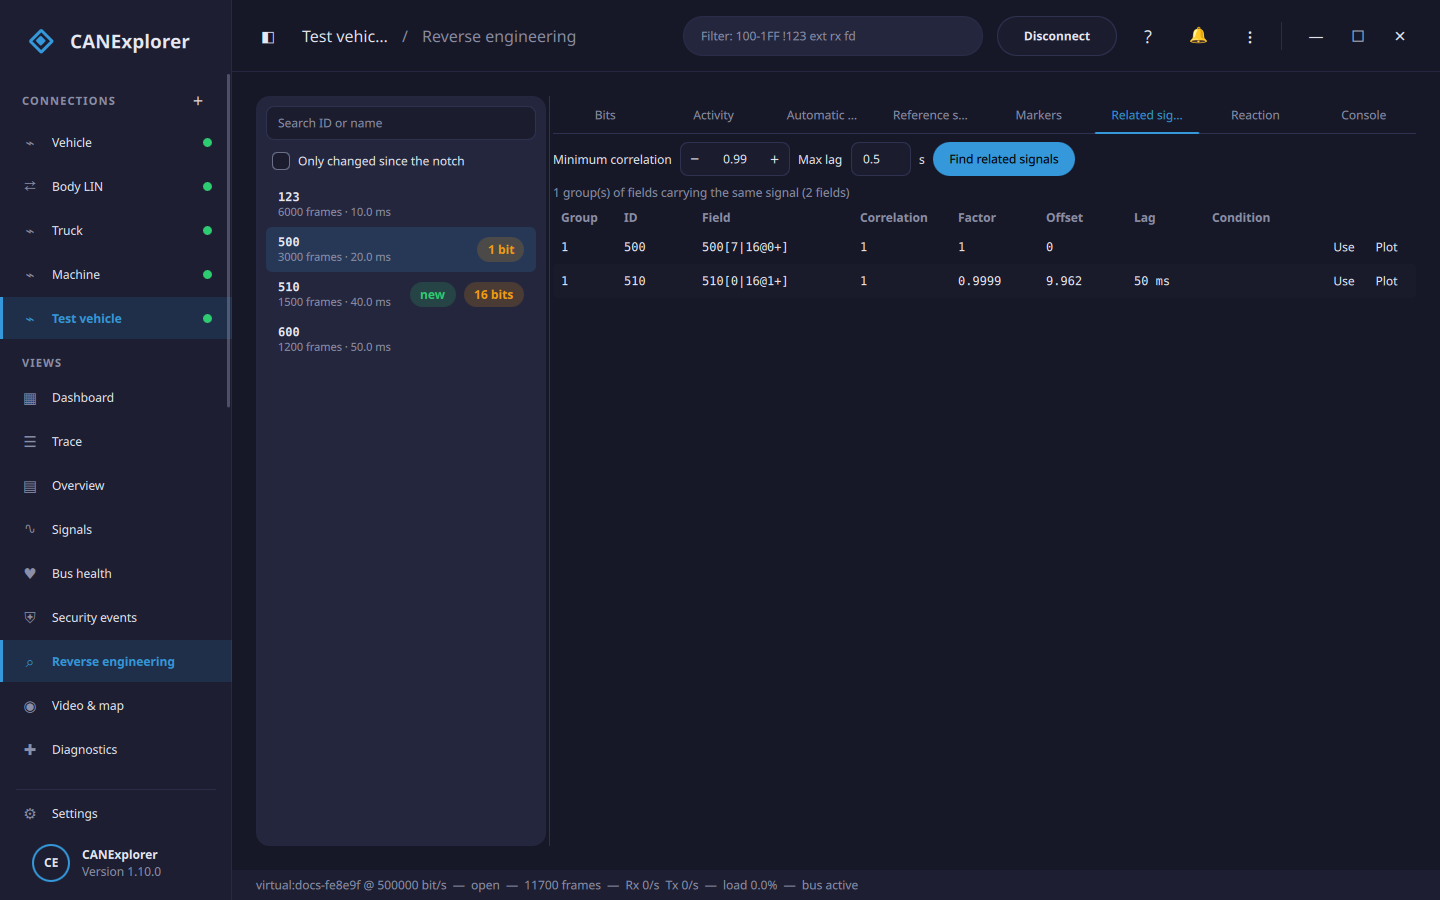 CANExplorer
CONNECTIONS +
Vehicle
Body LIN
Truck
Machine
Test vehicle
VIEWS
Dashboard
Trace
Overview
Signals
Bus health
Security events
Reverse engineering
Video & map
Diagnostics
Settings
CE
CANExplorer
Version 1.10.0
Test vehic... / Reverse engineering
Filter: 100-1FF !123 ext rx fd
Disconnect
?
Search ID or name
Only changed since the notch
123
6000 frames · 10.0 ms
500
3000 frames · 20.0 ms
1 bit
510
1500 frames · 40.0 ms
new
16 bits
600
1200 frames · 50.0 ms
Bits Activity Automatic ... Reference s... Markers Related sig... Reaction Console
Minimum correlation − 0.99 + Max lag 0.5 s Find related signals
1 group(s) of fields carrying the same signal (2 fields)
Group ID Field Correlation Factor Offset Lag Condition
1 500 500[7|16@0+] 1 1 0 Use Plot
1 510 510[0|16@1+] 1 0.9999 9.962 50 ms Use Plot
virtual:docs-fe8e9f @ 500000 bit/s — open — 11700 frames — Rx 0/s Tx 0/s — load 0.0% — bus active